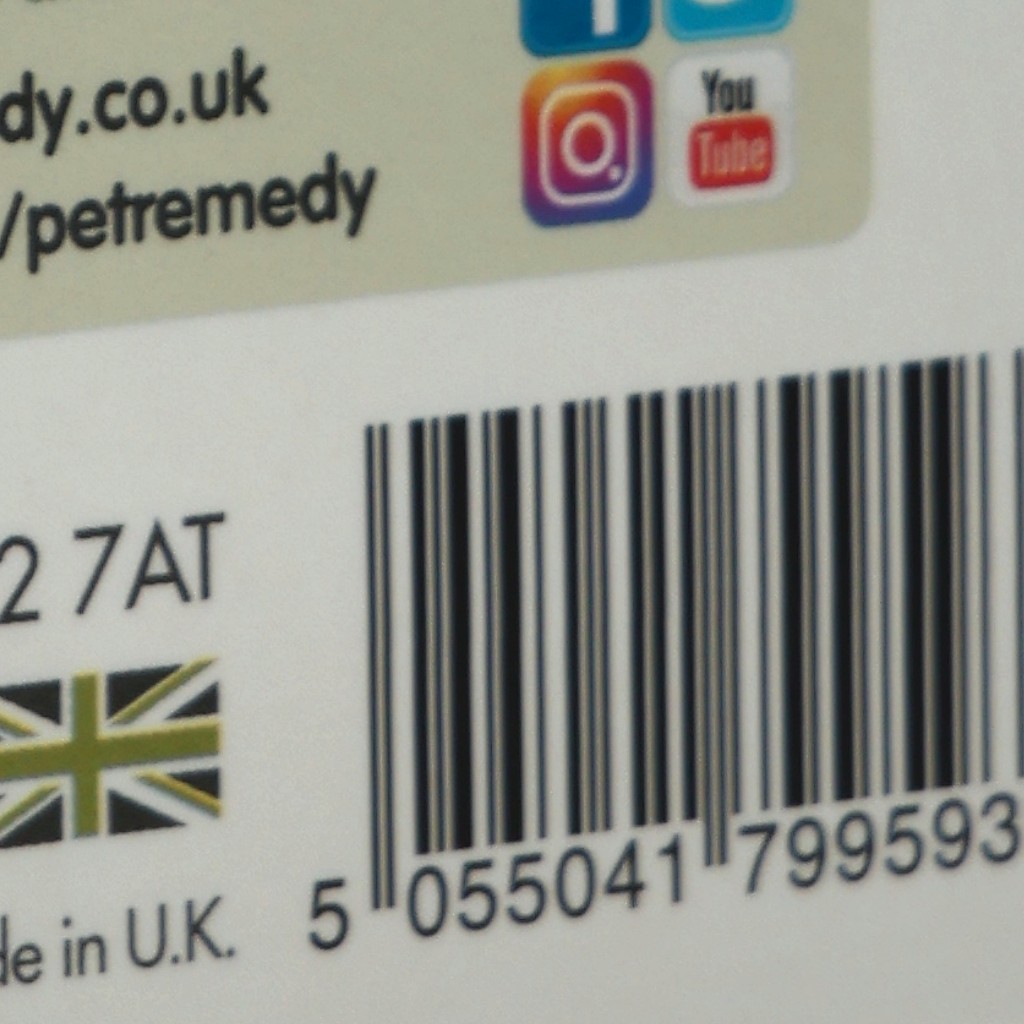 dy.co.uk
/petremedy
You
Tube
2 7AT
de in U.K.
5 055041 799593